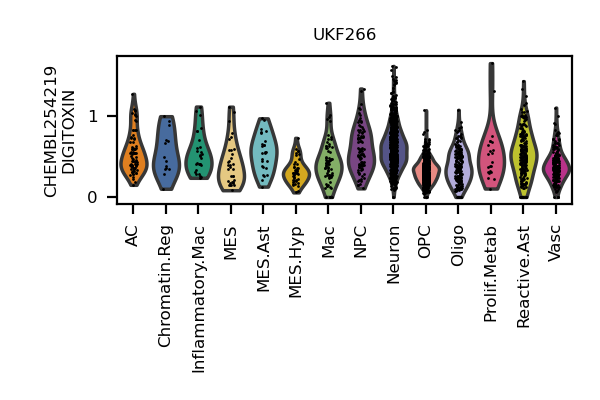 UKF266
CHEMBL254219
DIGITOXIN
1
0
AC
Chromatin.Reg
Inflammatory.Mac
MES
MES.Ast
MES.Hyp
Mac
NPC
Neuron
OPC
Oligo
Prolif.Metab
Reactive.Ast
Vasc